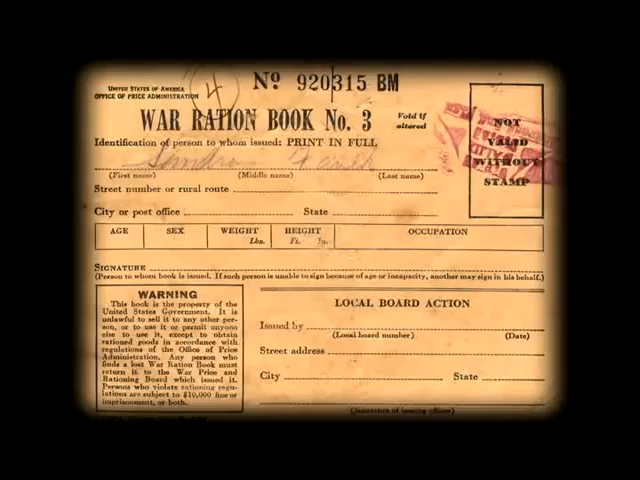 4
UNITED STATES OF AMERICA
OFFICE OF PRICE ADMINISTRATION
No 920315 BM
WAR RATION BOOK No. 3
Void if
altered
NOT
VALID
WITHOUT
STAMP
Identification of person to whom issued: PRINT IN FULL
Sandra
(First name) (Middle name) (Last name)
Street number or rural route
City or post office State
AGE SEX WEIGHT HEIGHT OCCUPATION
Lbs. Ft. In.
SIGNATURE
(Person to whom book is issued. If such person is unable to sign because of age or incapacity, another may sign in his behalf.)
WARNING
This book is the property of the
United States Government. It is
unlawful to sell it to any other per-
son, or to use it or permit anyone
else to use it, except to obtain
rationed goods in accordance with
regulations of the Office of Price
Administration. Any person who
finds a lost War Ration Book must
return it to the War Price and
Rationing Board which issued it.
Persons who violate rationing regu-
lations are subject to $10,000 fine or
imprisonment, or both.
LOCAL BOARD ACTION
Issued by
(Local board number) (Date)
Street address
City State
(Signature of issuing officer)